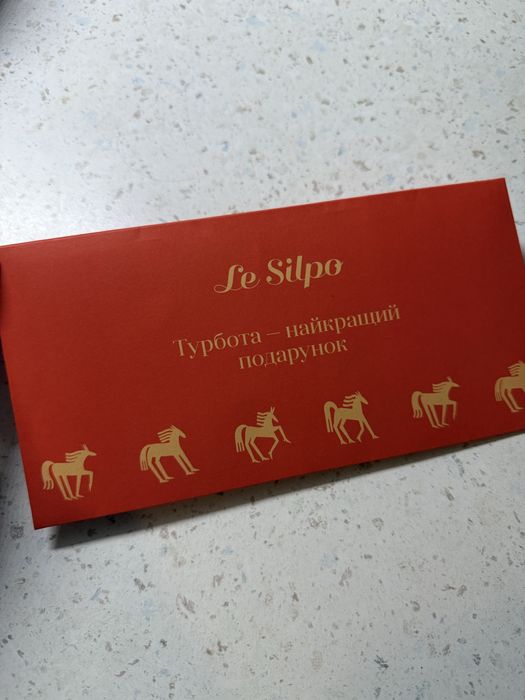 Le Silpo
Турбота – найкращий
подарунок